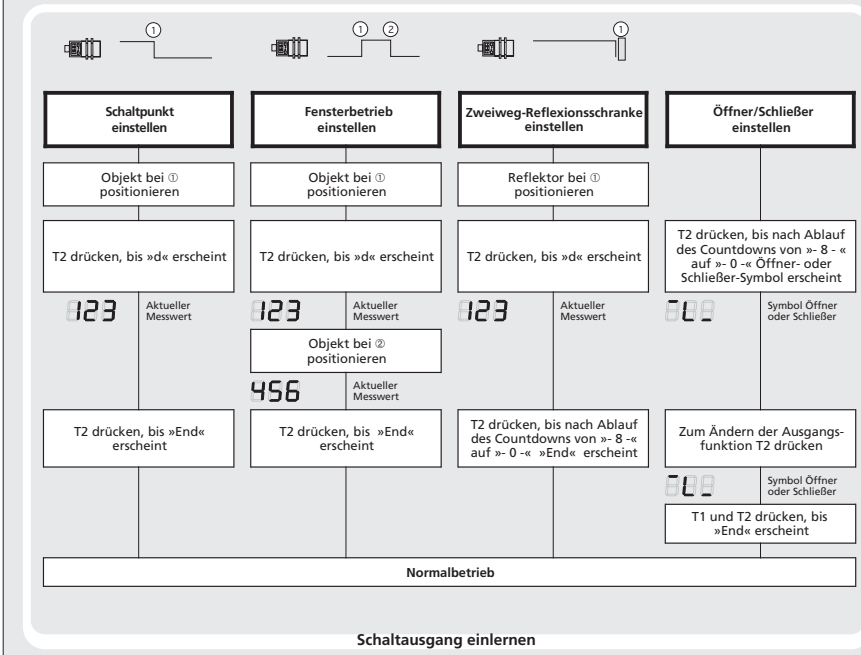 ①
① ②
①
Schaltpunkt
einstellen
Objekt bei ①
positionieren
T2 drücken, bis »d« erscheint
123
Aktueller
Messwert
T2 drücken, bis »End«
erscheint
Fensterbetrieb
einstellen
Objekt bei ①
positionieren
T2 drücken, bis »d« erscheint
123
Aktueller
Messwert
Objekt bei ②
positionieren
456
Aktueller
Messwert
T2 drücken, bis »End«
erscheint
Zweiweg-Reflexionsschranke
einstellen
Reflektor bei ①
positionieren
T2 drücken, bis »d« erscheint
123
Aktueller
Messwert
T2 drücken, bis nach Ablauf
des Countdowns von »- 8 -«
auf »- 0 -« »End« erscheint
Öffner/Schließer
einstellen
T2 drücken, bis nach Ablauf
des Countdowns von »- 8 - «
auf »- 0 -« Öffner- oder
Schließer-Symbol erscheint
Symbol Öffner
oder Schließer
Zum Ändern der Ausgangs-
funktion T2 drücken
Symbol Öffner
oder Schließer
T1 und T2 drücken, bis
»End« erscheint
Normalbetrieb
Schaltausgang einlernen